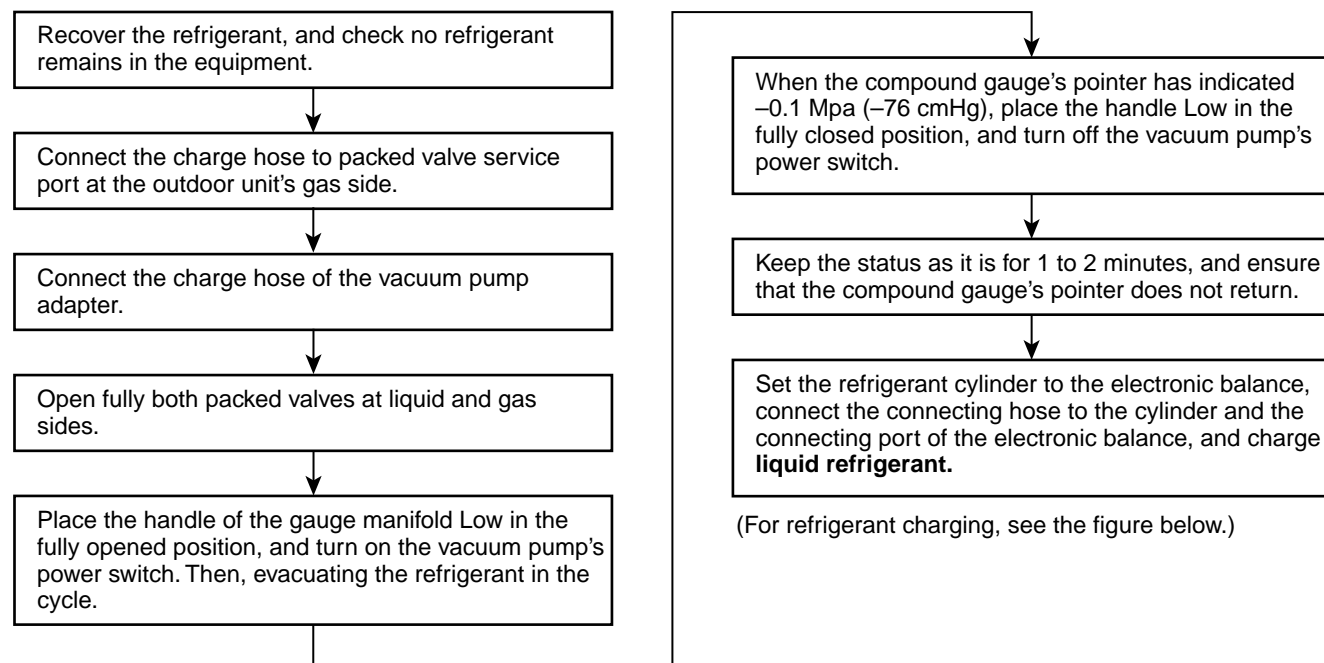 Recover the refrigerant, and check no refrigerant
remains in the equipment.
Connect the charge hose to packed valve service
port at the outdoor unit's gas side.
Connect the charge hose of the vacuum pump
adapter.
Open fully both packed valves at liquid and gas
sides.
Place the handle of the gauge manifold Low in the
fully opened position, and turn on the vacuum pump's
power switch. Then, evacuating the refrigerant in the
cycle.
When the compound gauge's pointer has indicated
–0.1 Mpa (–76 cmHg), place the handle Low in the
fully closed position, and turn off the vacuum pump's
power switch.
Keep the status as it is for 1 to 2 minutes, and ensure
that the compound gauge's pointer does not return.
Set the refrigerant cylinder to the electronic balance,
connect the connecting hose to the cylinder and the
connecting port of the electronic balance, and charge
liquid refrigerant.
(For refrigerant charging, see the figure below.)